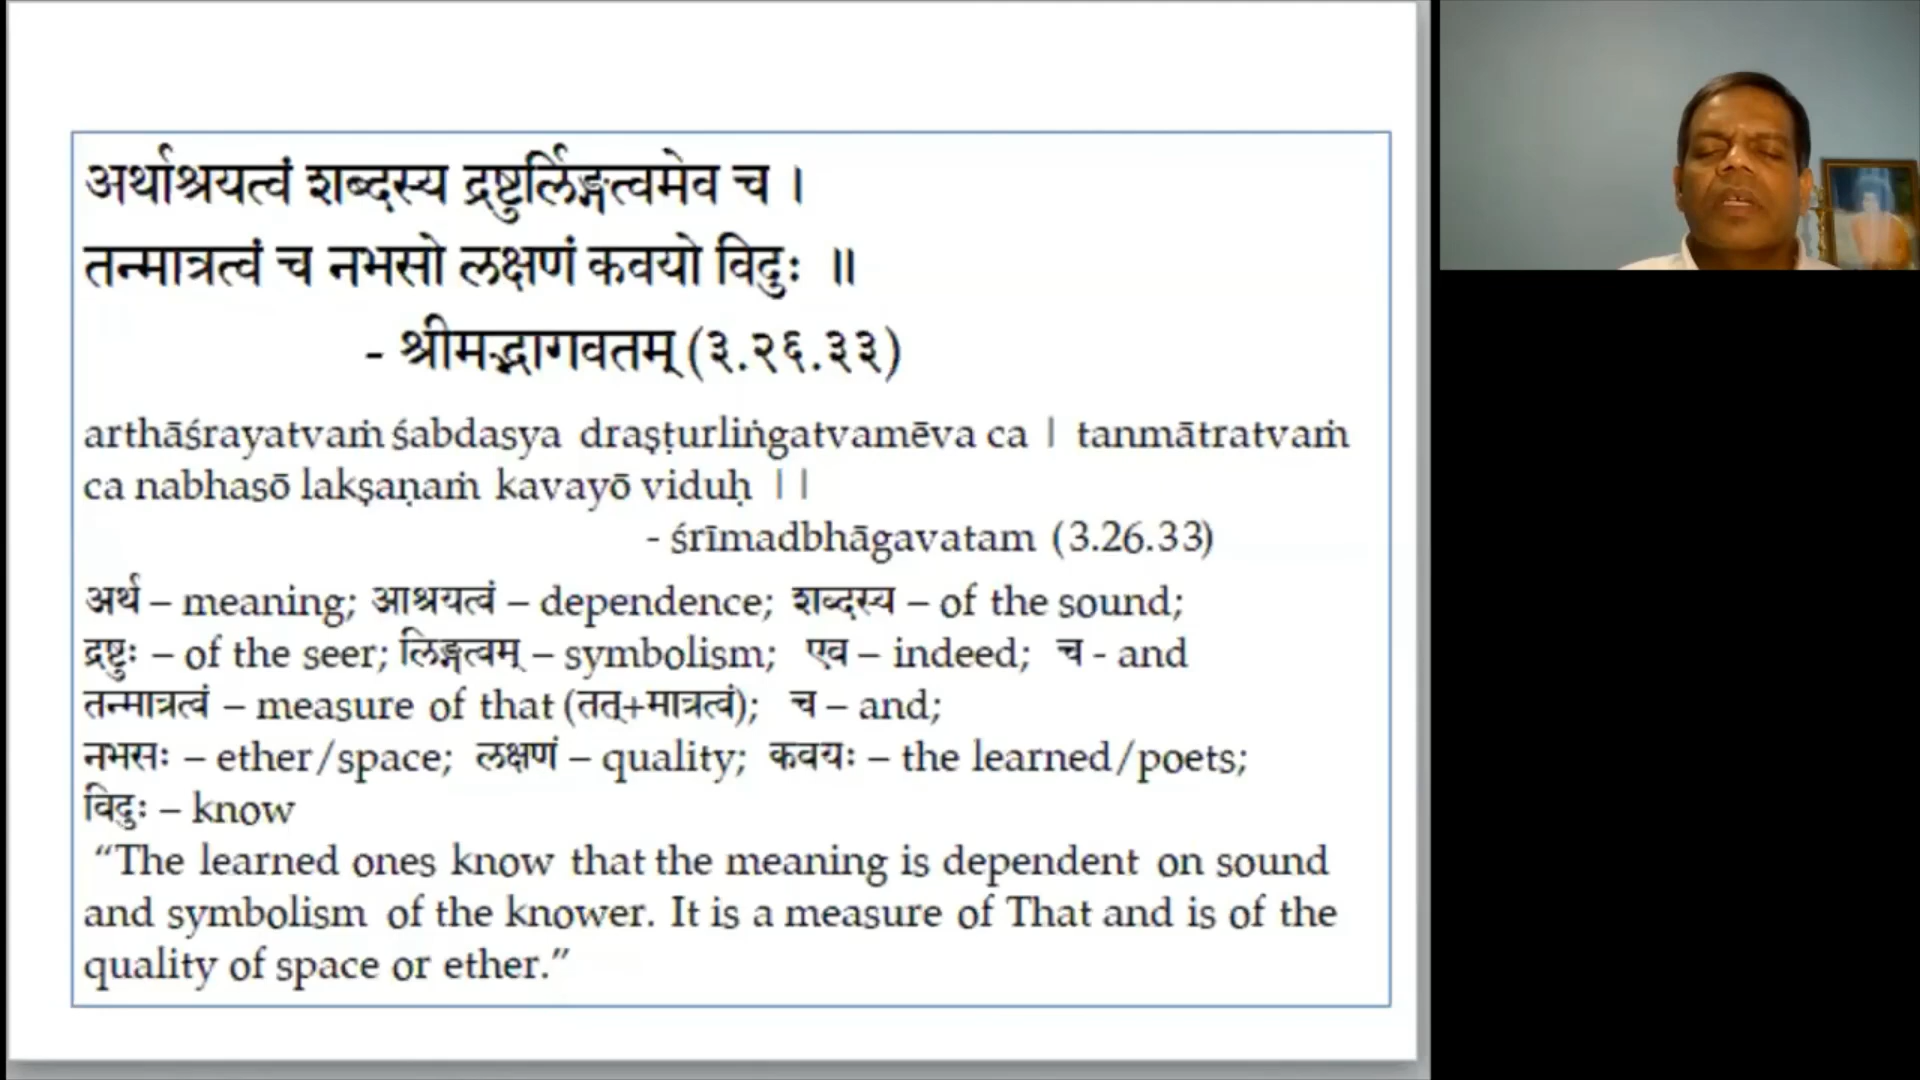 अर्थाश्रयत्वं शब्दस्य द्रष्टुर्लिङ्गत्वमेव च ।
तन्मात्रत्वं च नभसो लक्षणं कवयो विदुः ॥
- श्रीमद्भागवतम् (३.२६.३३)
arthāśrayatvaṁ śabdasya draṣṭurliṅgatvamēva ca | tanmātratvaṁ
ca nabhasō lakṣaṇaṁ kavayō viduḥ ||
- śrīmadbhāgavatam (3.26.33)
अर्थ – meaning; आश्रयत्वं – dependence; शब्दस्य – of the sound;
द्रष्टुः – of the seer; लिङ्गत्वम् – symbolism; एव – indeed; च - and
तन्मात्रत्वं – measure of that (तत्+मात्रत्वं); च – and;
नभसः – ether/space; लक्षणं – quality; कवयः – the learned/poets;
विदुः – know
“The learned ones know that the meaning is dependent on sound
and symbolism of the knower. It is a measure of That and is of the
quality of space or ether.”